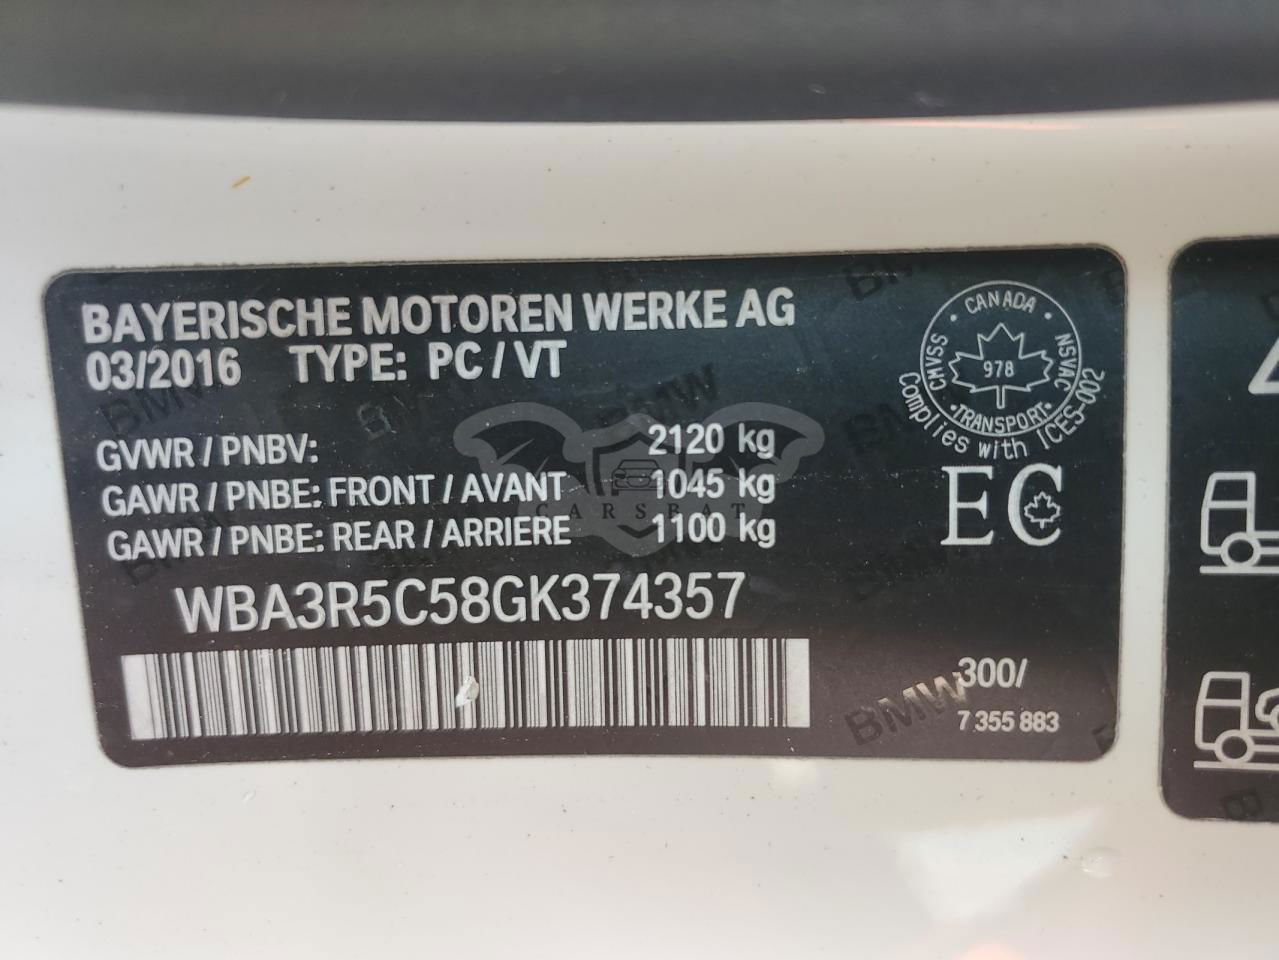 BAYERISCHE MOTOREN WERKE AG
03/2016 TYPE: PC / VT
GVWR / PNBV: 2120 kg
GAWR / PNBE: FRONT / AVANT 1045 kg
GAWR / PNBE: REAR / ARRIERE 1100 kg
WBA3R5C58GK374357
CANADA
CMVSS 978 NSVAC
TRANSPORT
Complies with ICES-002
EC
300/
7 355 883
BMW
CARSBAT